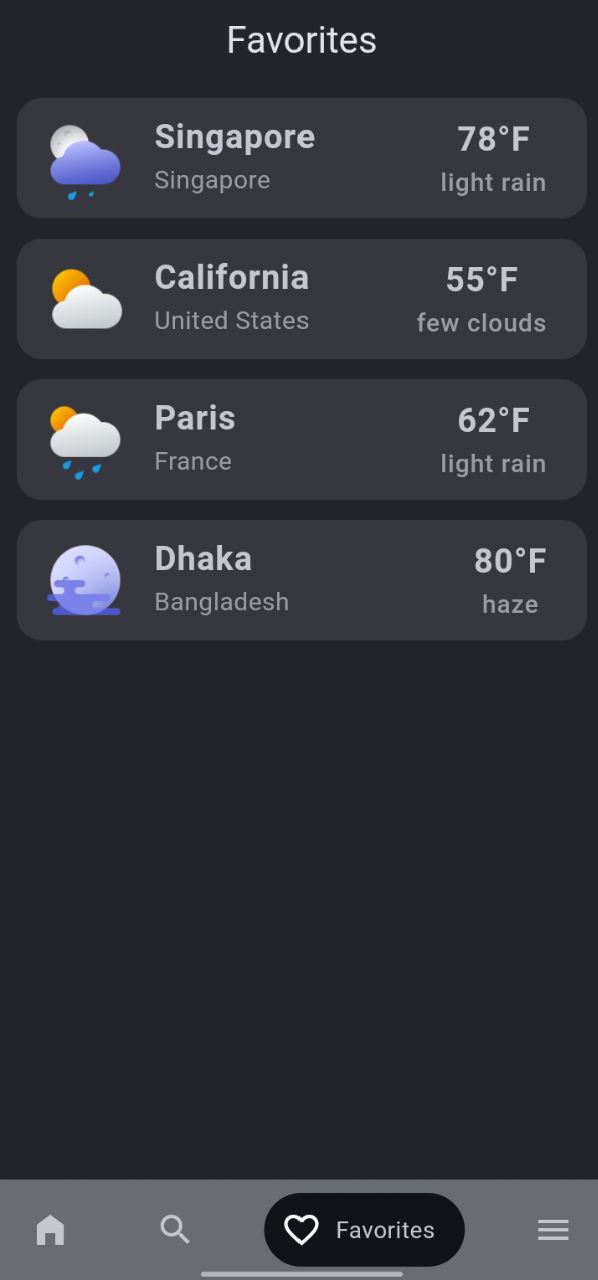 Favorites
Singapore
78°F
Singapore
light rain
California
55°F
United States
few clouds
Paris
62°F
France
light rain
Dhaka
80°F
Bangladesh
haze
Favorites